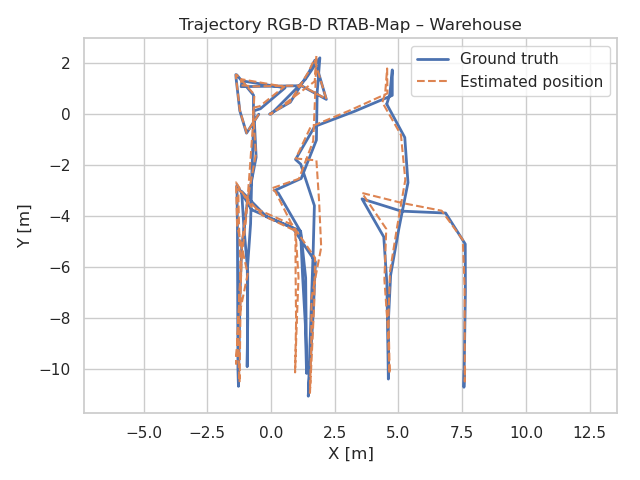 Trajectory RGB-D RTAB-Map – Warehouse
Ground truth
Estimated position
Y [m]
2
0
−2
−4
−6
−8
−10
−5.0 −2.5 0.0 2.5 5.0 7.5 10.0 12.5
X [m]